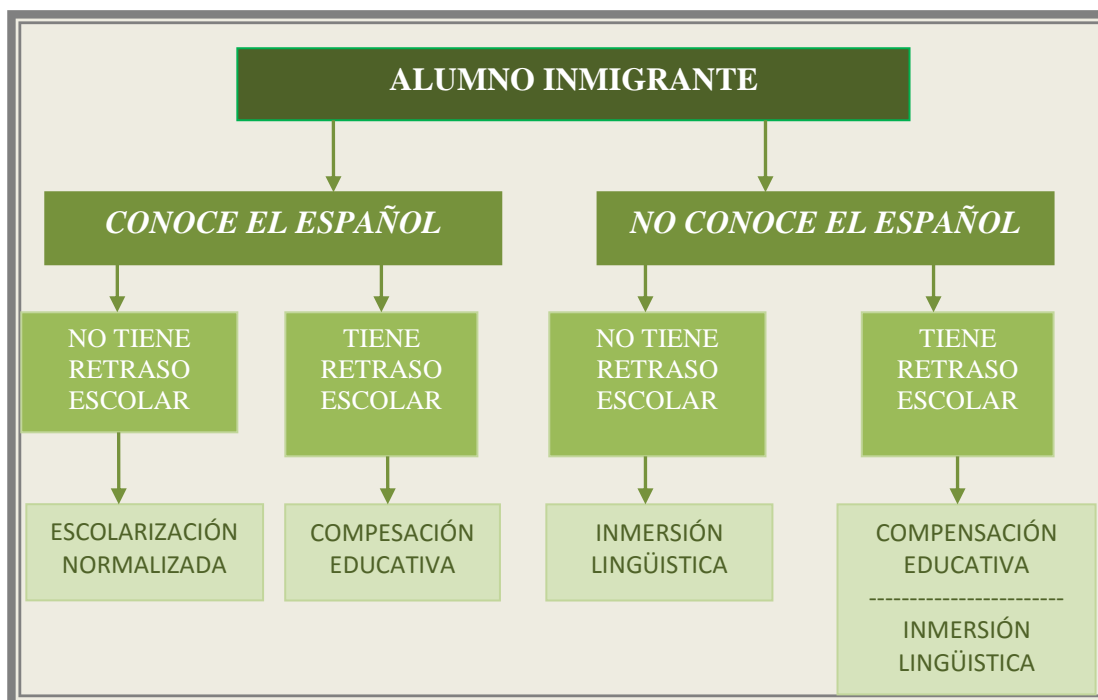 ALUMNO INMIGRANTE
CONOCE EL ESPAÑOL
NO CONOCE EL ESPAÑOL
NO TIENE
RETRASO
ESCOLAR
TIENE
RETRASO
ESCOLAR
NO TIENE
RETRASO
ESCOLAR
TIENE
RETRASO
ESCOLAR
ESCOLARIZACIÓN
NORMALIZADA
COMPESACIÓN
EDUCATIVA
INMERSIÓN
LINGÜISTICA
COMPENSACIÓN
EDUCATIVA
------------------------
INMERSIÓN
LINGÜISTICA